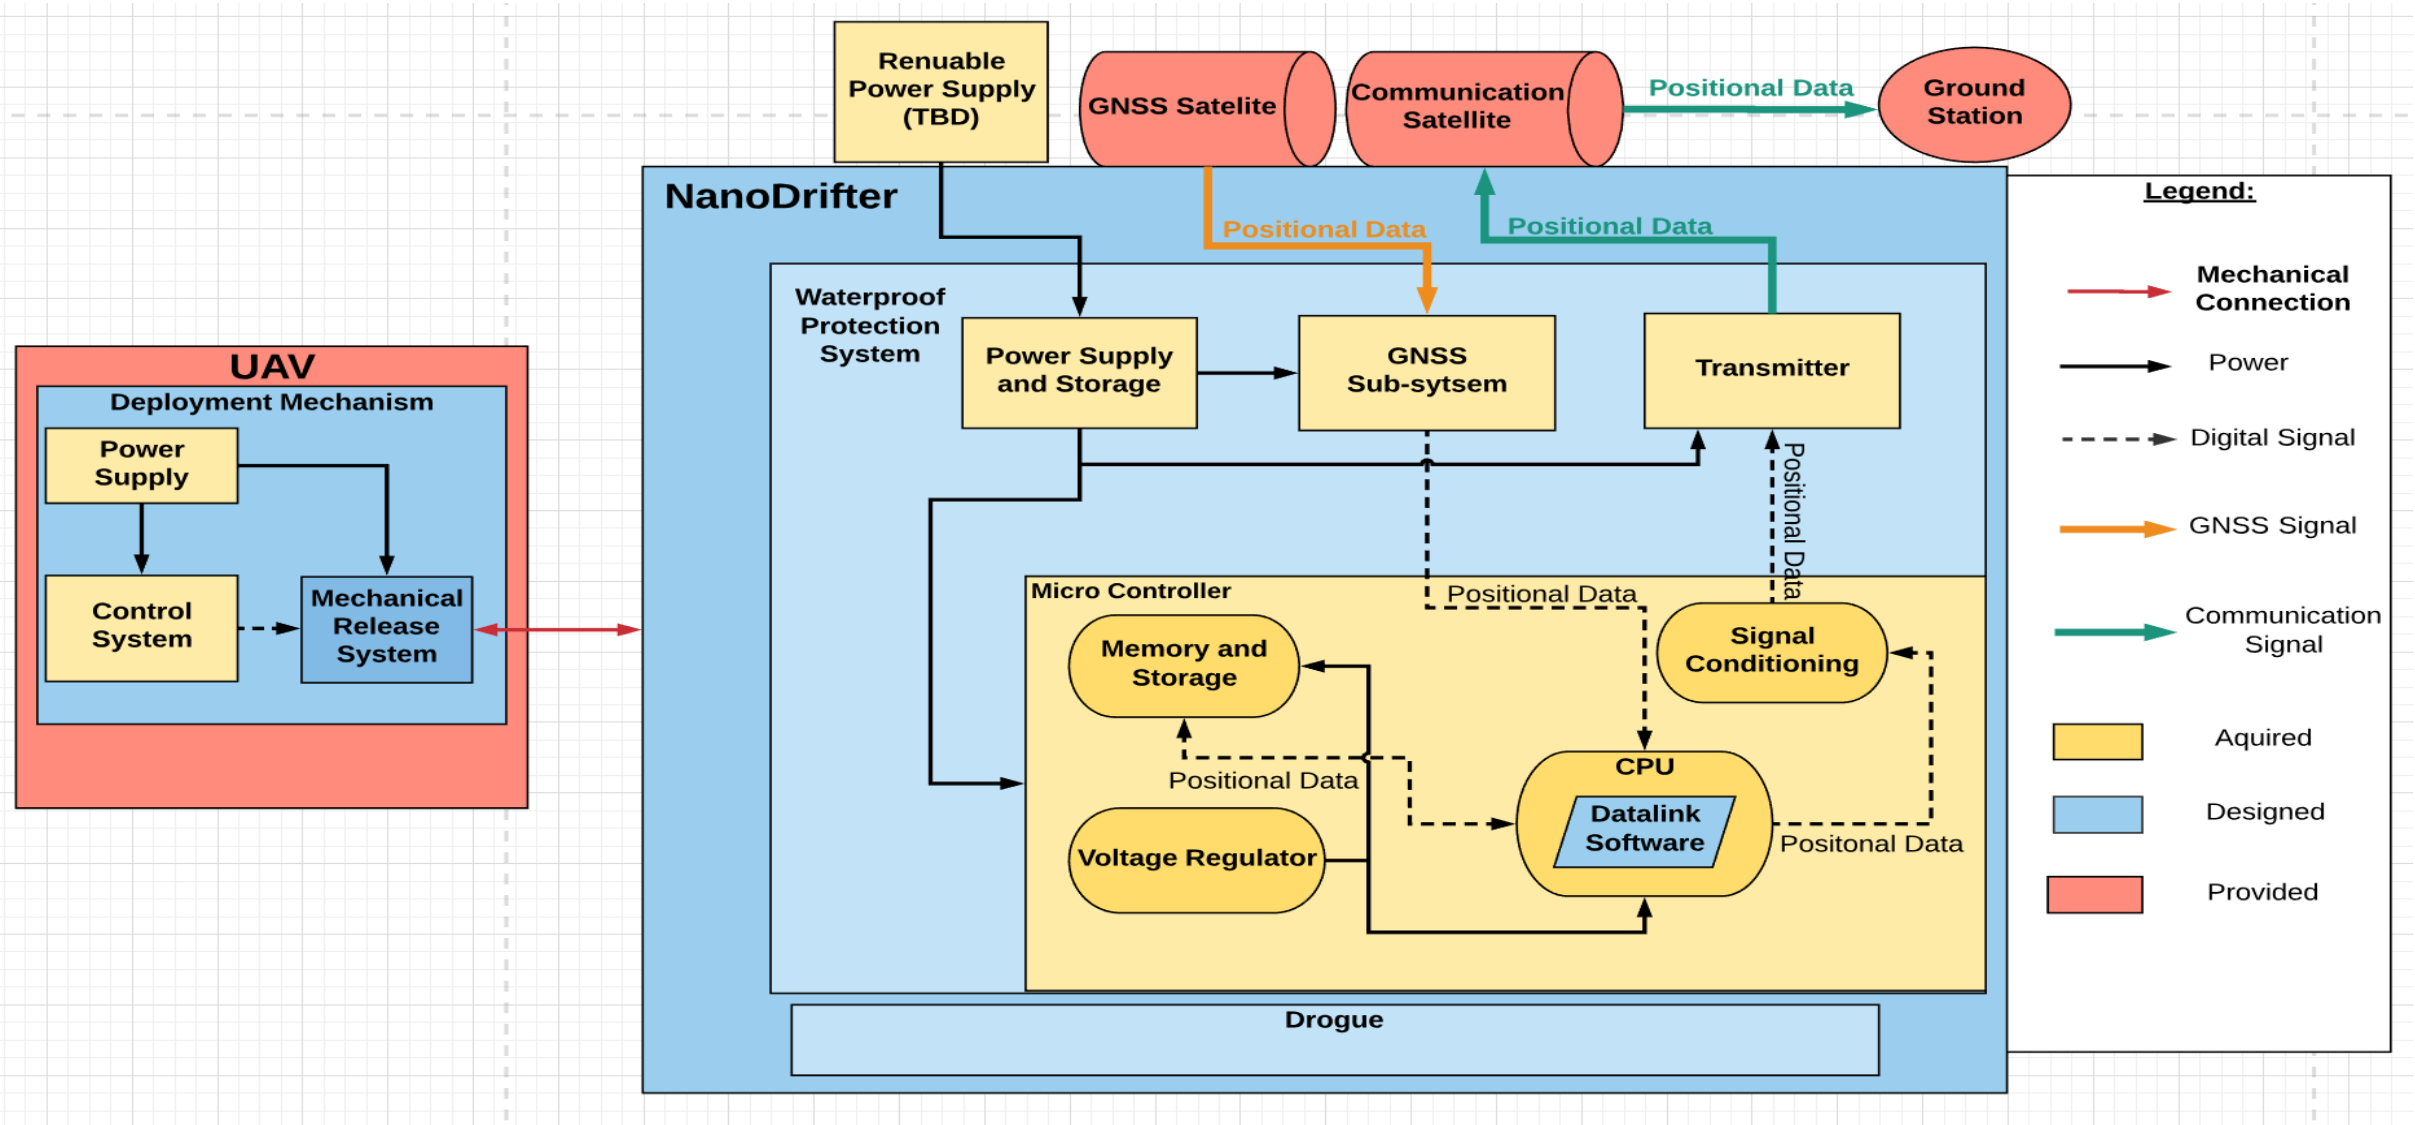 Renuable
Power Supply
(TBD)
GNSS Satelite
Communication
Satellite
Positional Data
Ground
Station
NanoDrifter
Positional Data
Positional Data
Waterproof
Protection
System
Power Supply
and Storage
GNSS
Sub-sytsem
Transmitter
Positional Data
UAV
Deployment Mechanism
Power
Supply
Control
System
Mechanical
Release
System
Micro Controller
Positional Data
Memory and
Storage
Signal
Conditioning
Positional Data
CPU
Datalink
Software
Positonal Data
Voltage Regulator
Drogue
Legend:
Mechanical
Connection
Power
Digital Signal
GNSS Signal
Communication
Signal
Aquired
Designed
Provided